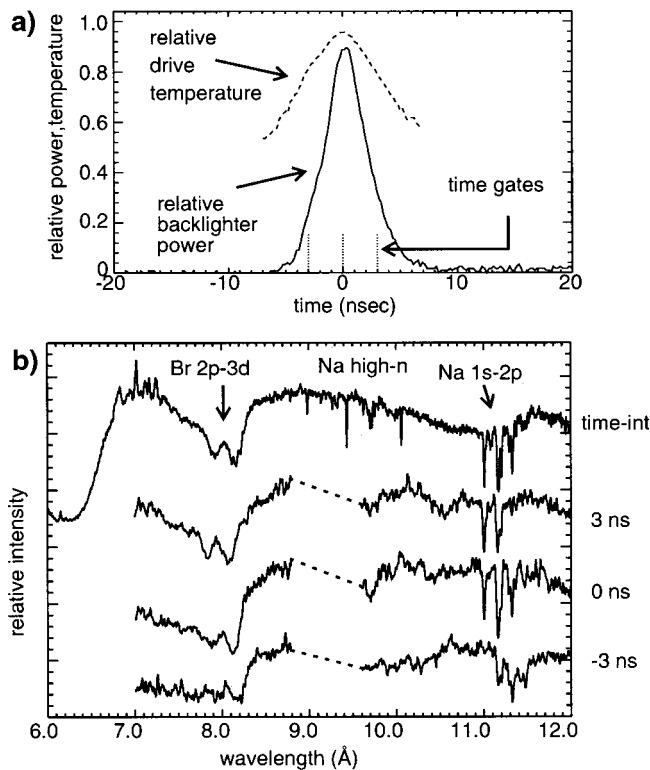 a)
relative power,temperature
1.0
0.8
0.6
0.4
0.2
0
relative
drive
temperature
relative
backlighter
power
time gates
-20
-10
0
10
20
time (nsec)
b)
relative intensity
Br 2p-3d
Na high-n
Na 1s-2p
time-int
3 ns
0 ns
-3 ns
6.0
7.0
8.0
9.0
10.0
11.0
12.0
wavelength (Å)